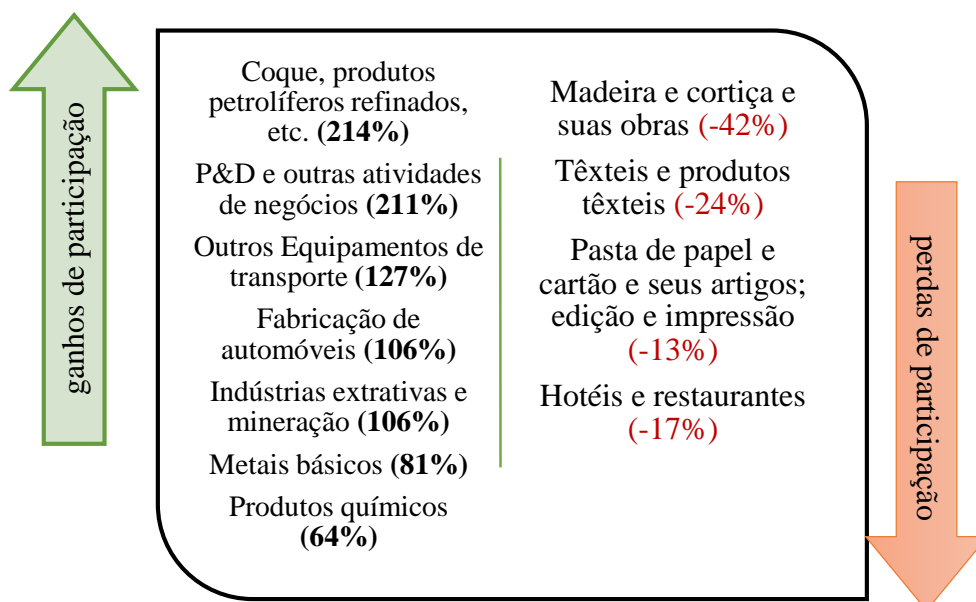 ganhos de participação
Coque, produtos
petrolíferos refinados,
etc. (214%)
P&D e outras atividades
de negócios (211%)
Outros Equipamentos de
transporte (127%)
Fabricação de
automóveis (106%)
Indústrias extrativas e
mineração (106%)
Metais básicos (81%)
Produtos químicos
(64%)
Madeira e cortiça e
suas obras (-42%)
Têxteis e produtos
têxteis (-24%)
Pasta de papel e
cartão e seus artigos;
edição e impressão
(-13%)
Hotéis e restaurantes
(-17%)
perdas de participação